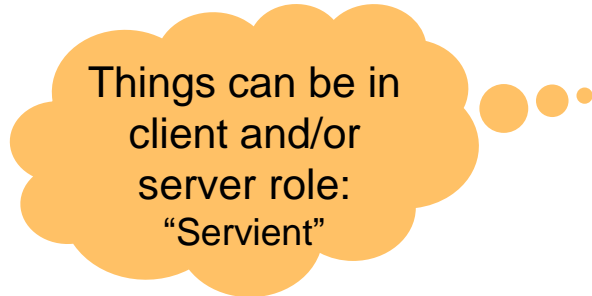 Things can be in
client and/or
server role:
“Servient”